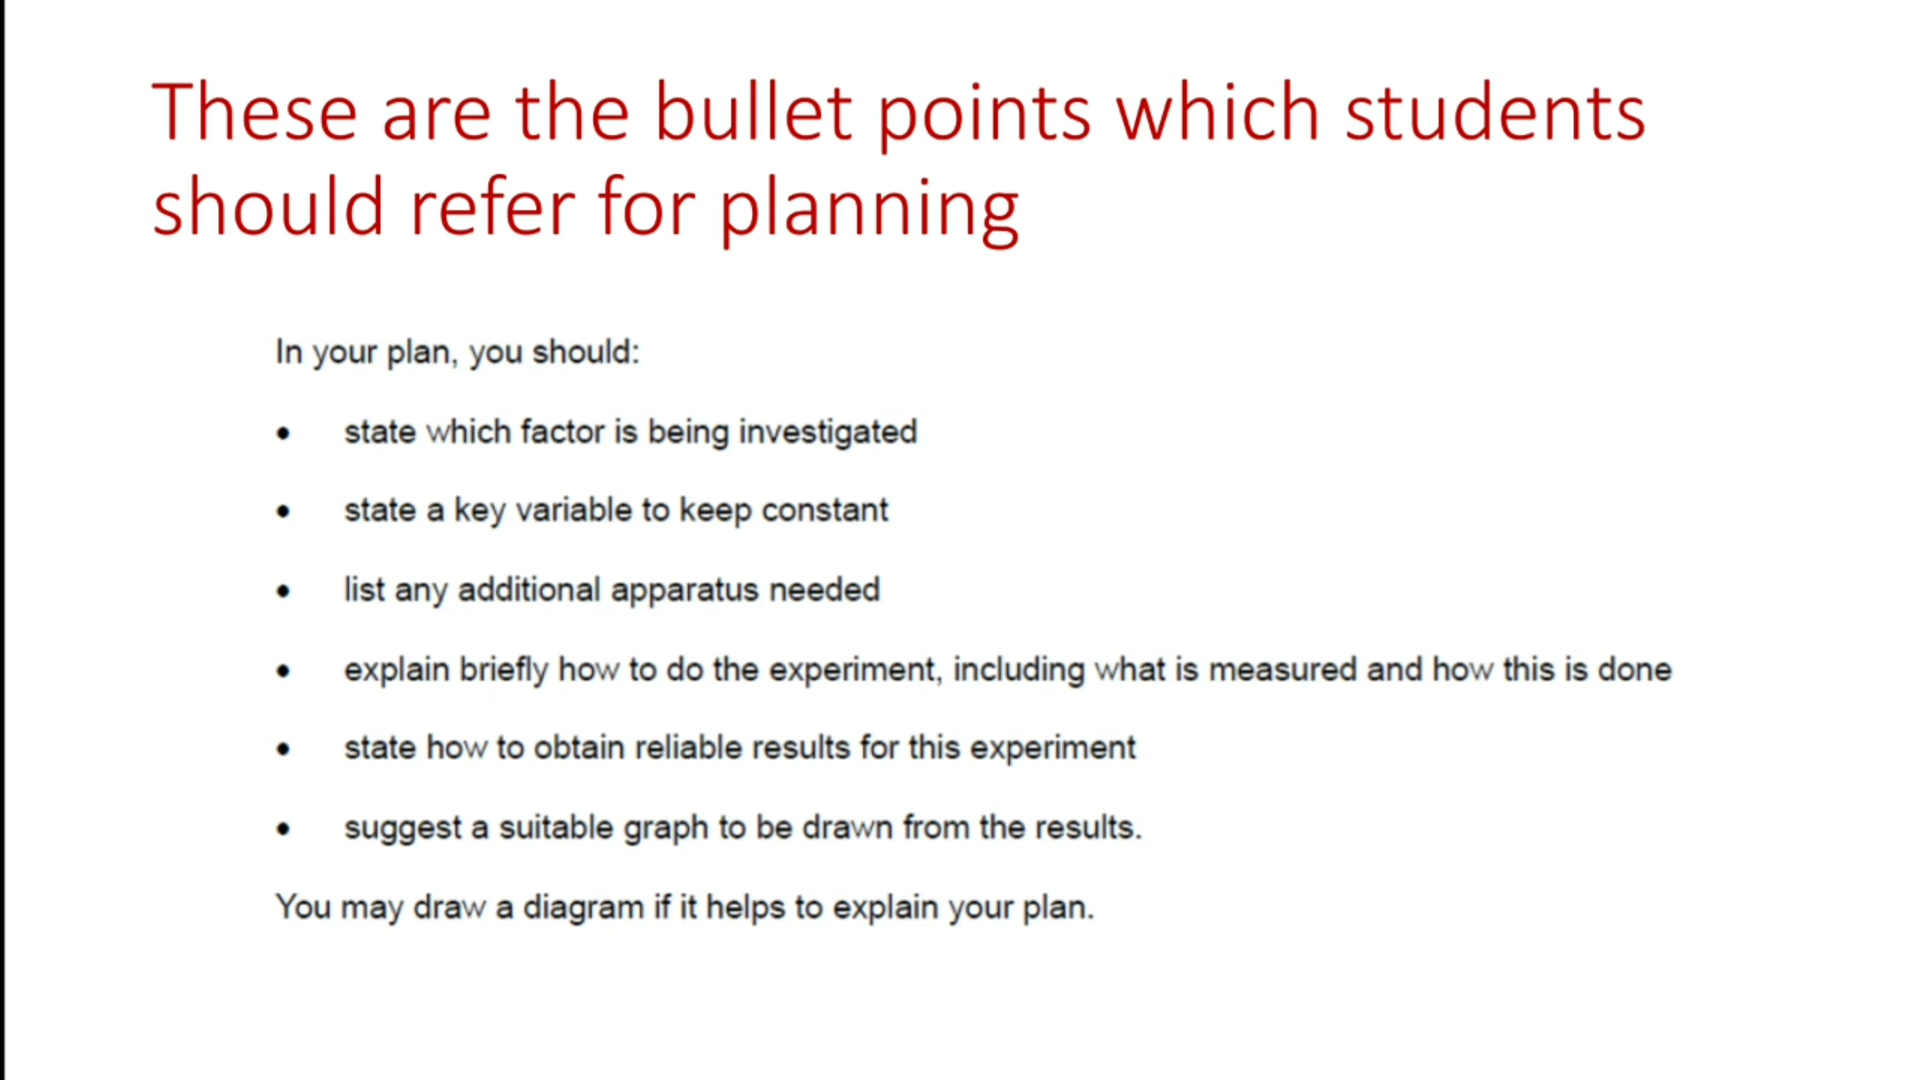 These are the bullet points which students
should refer for planning
In your plan, you should:
• state which factor is being investigated
• state a key variable to keep constant
• list any additional apparatus needed
• explain briefly how to do the experiment, including what is measured and how this is done
• state how to obtain reliable results for this experiment
• suggest a suitable graph to be drawn from the results.
You may draw a diagram if it helps to explain your plan.